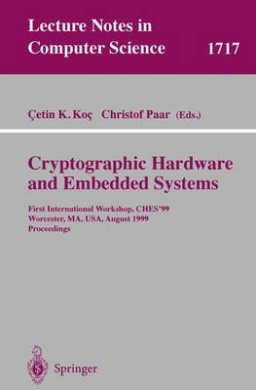 Lecture Notes in
Computer Science 1717
Çetin K. Koç Christof Paar (Eds.)
Cryptographic Hardware
and Embedded Systems
First International Workshop, CHES'99
Worcester, MA, USA, August 1999
Proceedings
Springer